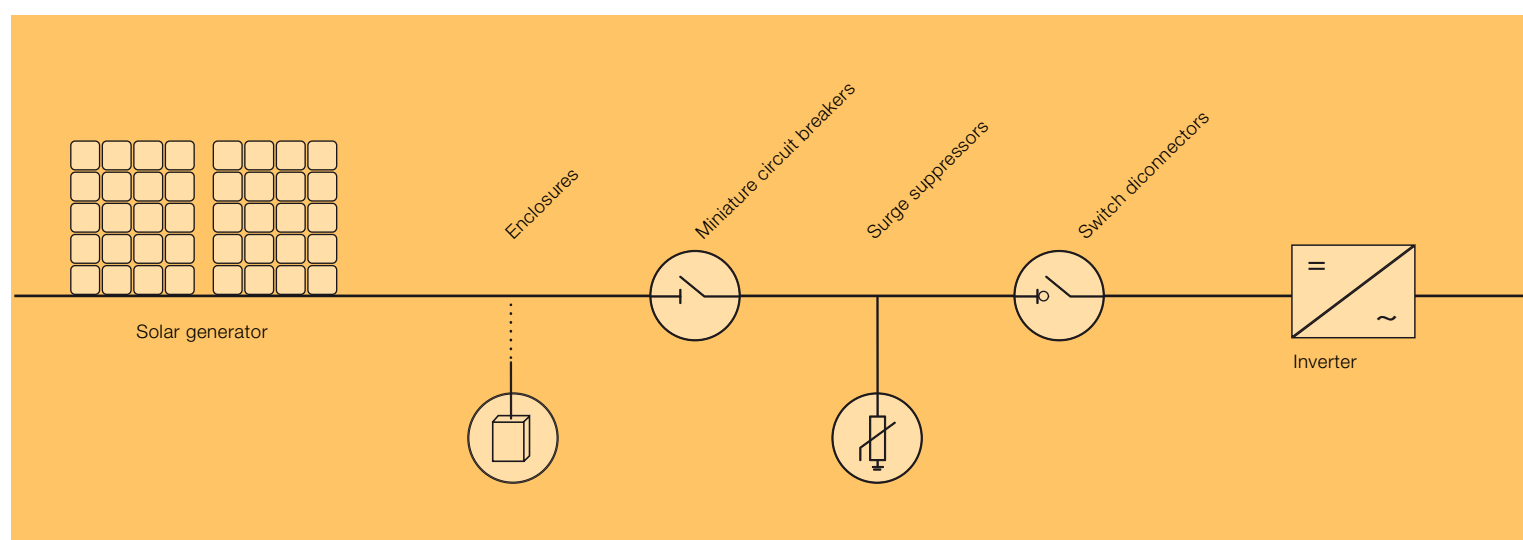 Enclosures
Miniature circuit breakers
Surge suppressors
Switch diconnectors
Solar generator
Inverter